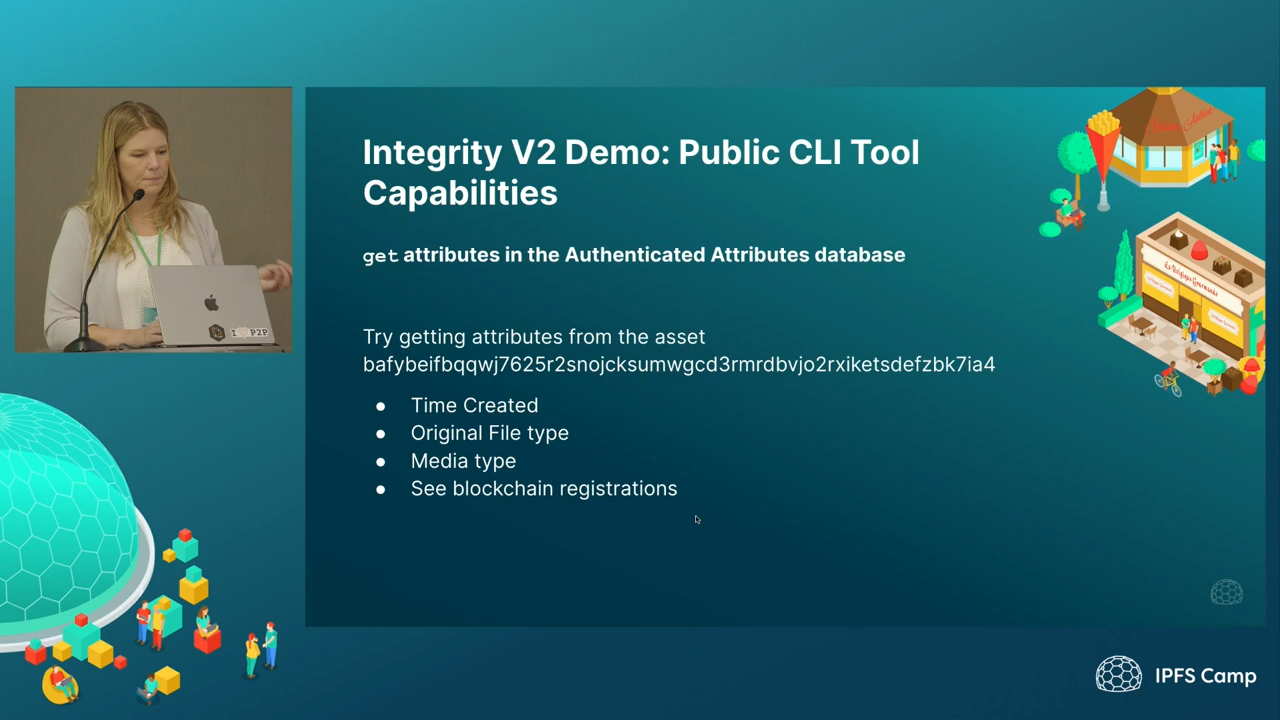 Integrity V2 Demo: Public CLI Tool
Capabilities
get attributes in the Authenticated Attributes database
Try getting attributes from the asset
bafybeifbqqwj7625r2snojcksumwgcd3rmrdbvjo2rxiketsdefzbk7ia4
● Time Created
● Original File type
● Media type
● See blockchain registrations
P2P
IPFS Camp